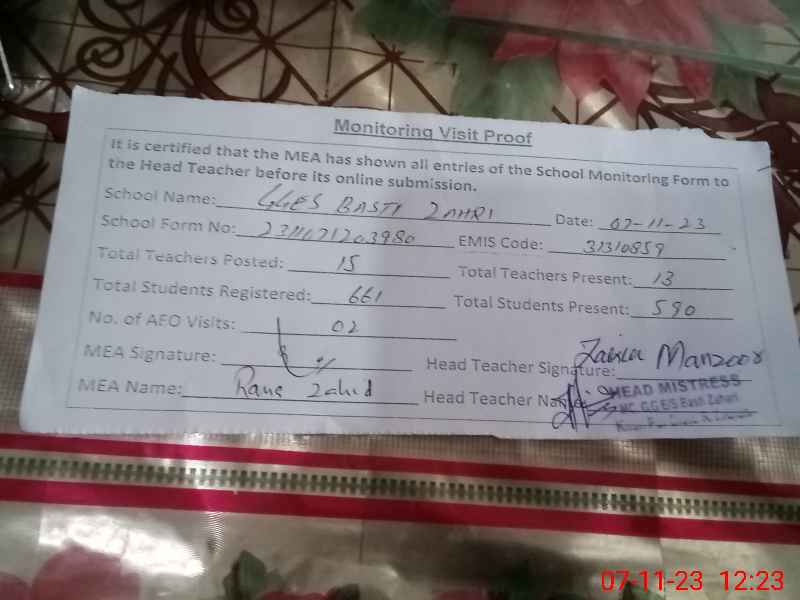 Monitoring Visit Proof
It is certified that the MEA has shown all entries of the School Monitoring Form to
the Head Teacher before its online submission.
School Name: GGES BASTI ZAHRI Date: 07-11-23
School Form No: EMIS Code: 31310859
Total Teachers Posted: 15 Total Teachers Present: 13
Total Students Registered: 661 Total Students Present: 590
No. of AEO Visits: 02
MEA Signature: Head Teacher Signature: Manzoor
MEA Name: Rana Zahid Head Teacher
HEAD MISTRESS
GGES Basti Zahri
07-11-23 12:23